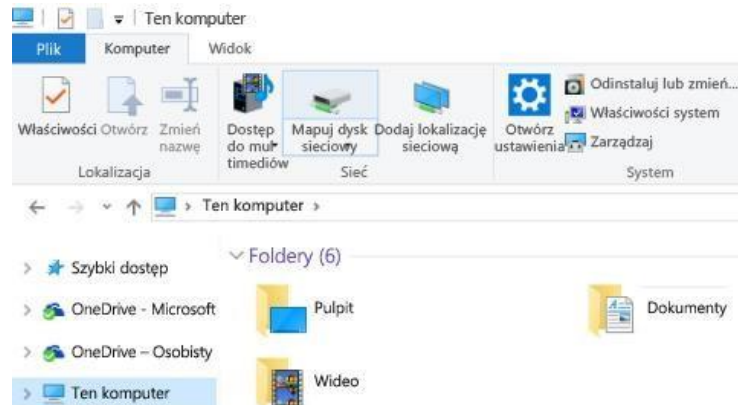 Ten komputer
Plik Komputer Widok
Właściwości Otwórz Zmień nazwę
Dostęp do mul timediów
Mapuj dysk sieciowy
Dodaj lokalizację sieciową
Otwórz ustawienia
Odinstaluj lub zmień...
Właściwości system
Zarządzaj
Lokalizacja Sieć System
Ten komputer
Szybki dostęp
OneDrive - Microsoft
OneDrive – Osobisty
Ten komputer
Foldery (6)
Pulpit Dokumenty
Wideo